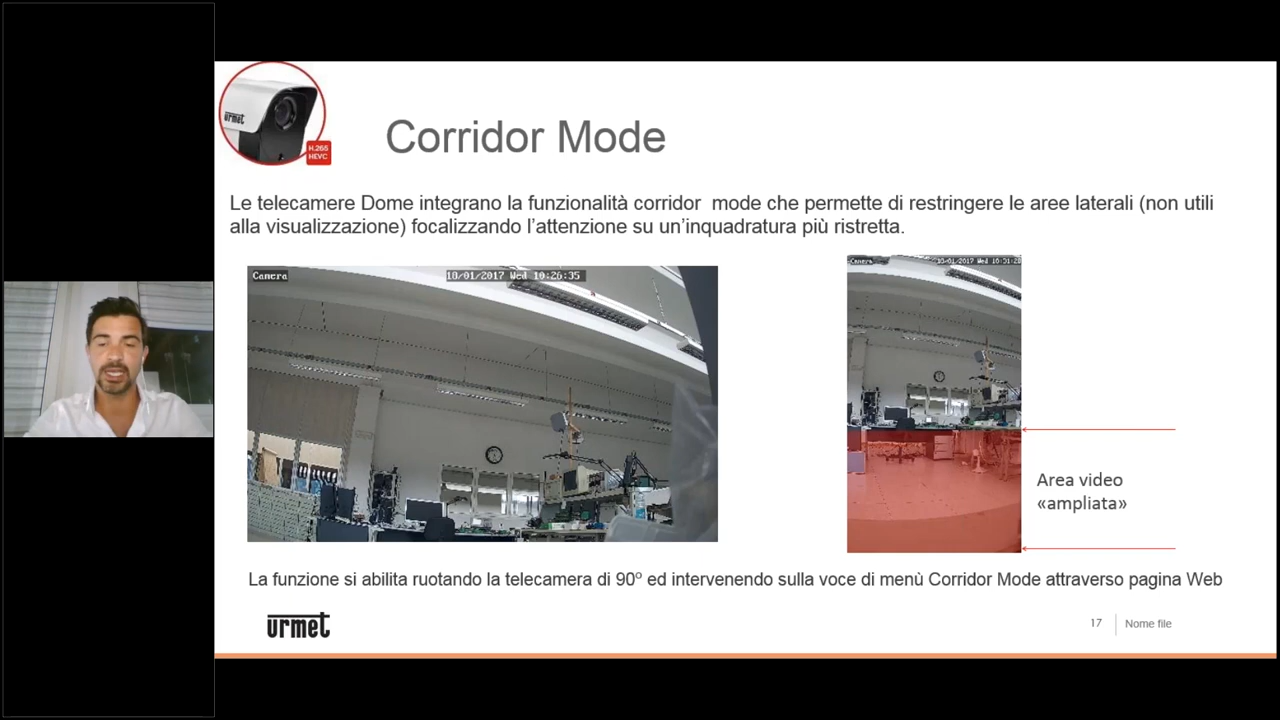 urmet
H.265
HEVC
Corridor Mode
Le telecamere Dome integrano la funzionalità corridor mode che permette di restringere le aree laterali (non utili
alla visualizzazione) focalizzando l'attenzione su un'inquadratura più ristretta.
Camera 18/01/2017 Wed 10:26:35
Camera
Area video
«ampliata»
La funzione si abilita ruotando la telecamera di 90° ed intervenendo sulla voce di menù Corridor Mode attraverso pagina Web
urmet
17 Nome file